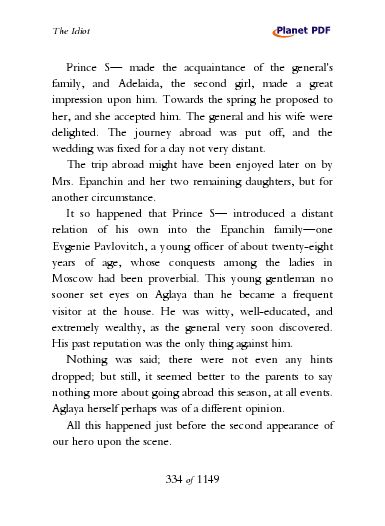 The Idiot
Planet PDF
Prince S— made the acquaintance of the general's
family, and Adelaida, the second girl, made a great
impression upon him. Towards the spring he proposed to
her, and she accepted him. The general and his wife were
delighted. The journey abroad was put off, and the
wedding was fixed for a day not very distant.
The trip abroad might have been enjoyed later on by
Mrs. Epanchin and her two remaining daughters, but for
another circumstance.
It so happened that Prince S— introduced a distant
relation of his own into the Epanchin family—one
Evgenie Pavlovitch, a young officer of about twenty-eight
years of age, whose conquests among the ladies in
Moscow had been proverbial. This young gentleman no
sooner set eyes on Aglaya than he became a frequent
visitor at the house. He was witty, well-educated, and
extremely wealthy, as the general very soon discovered.
His past reputation was the only thing against him.
Nothing was said; there were not even any hints
dropped; but still, it seemed better to the parents to say
nothing more about going abroad this season, at all events.
Aglaya herself perhaps was of a different opinion.
All this happened just before the second appearance of
our hero upon the scene.
334 of 1149